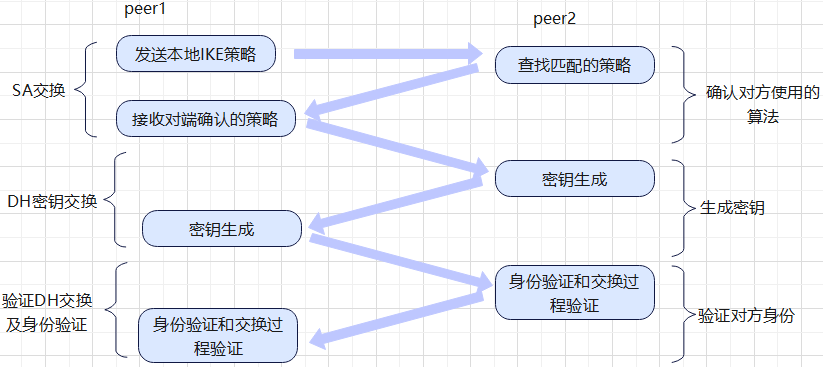 peer1
peer2
发送本地IKE策略
查找匹配的策略
SA交换
确认对方使用的
算法
接收对端确认的策略
密钥生成
DH密钥交换
生成密钥
密钥生成
身份验证和交换过
程验证
验证DH交换
及身份验证
验证对方身份
身份验证和交换过
程验证